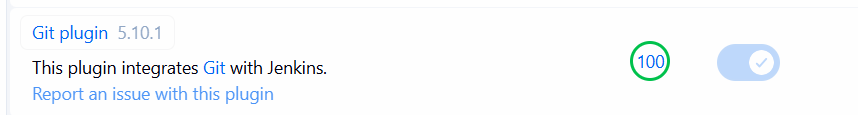 Git plugin 5.10.1
This plugin integrates Git with Jenkins.
100
Report an issue with this plugin